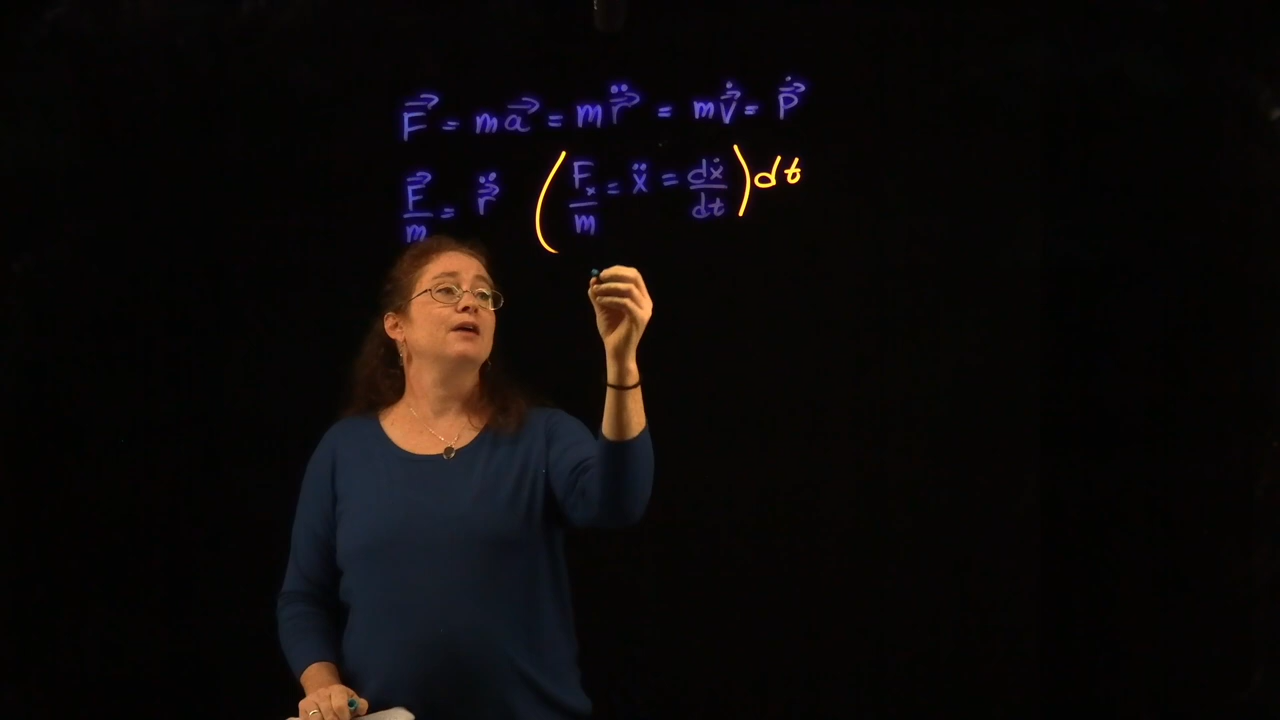 F⃗ = ma⃗ = mr⃗̈ = mv⃗̇ = p⃗̇
F⃗/m = r⃗̈ (Fₓ/m = ẍ = dẋ/dt)dt